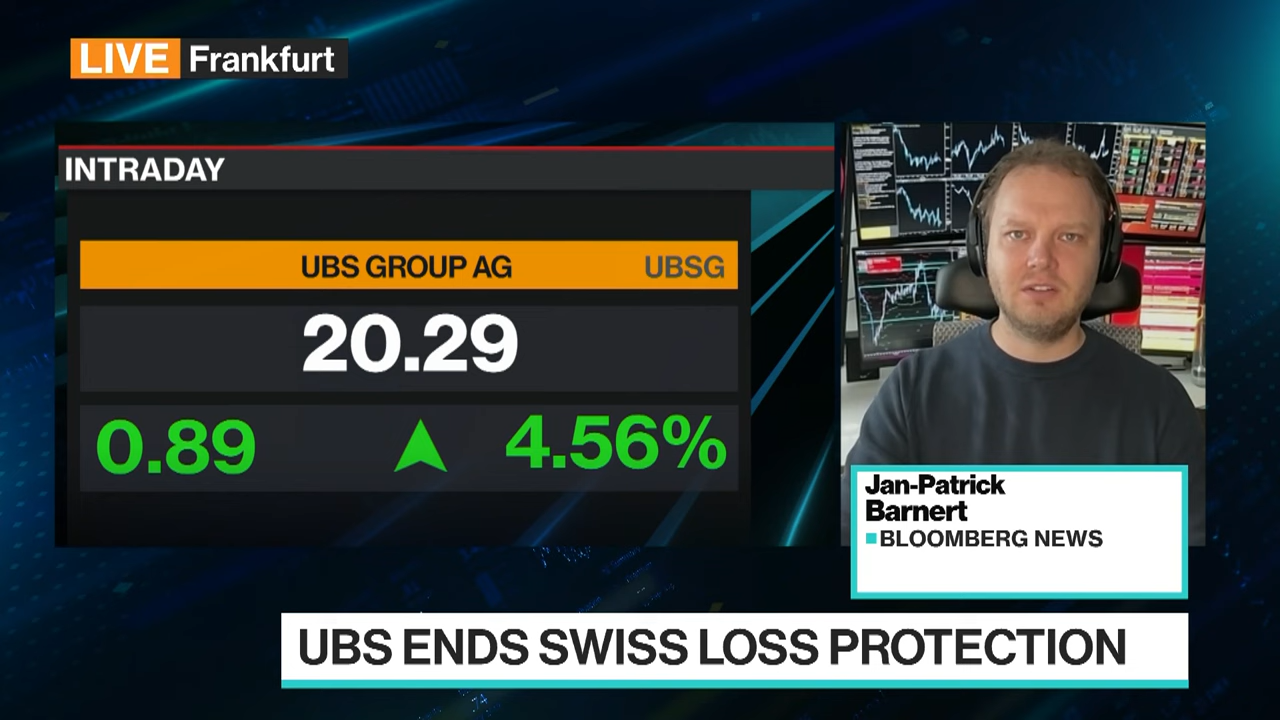 LIVE Frankfurt
INTRADAY
UBS GROUP AG UBSG
20.29
0.89 4.56%
Jan-Patrick
Barnert
BLOOMBERG NEWS
UBS ENDS SWISS LOSS PROTECTION